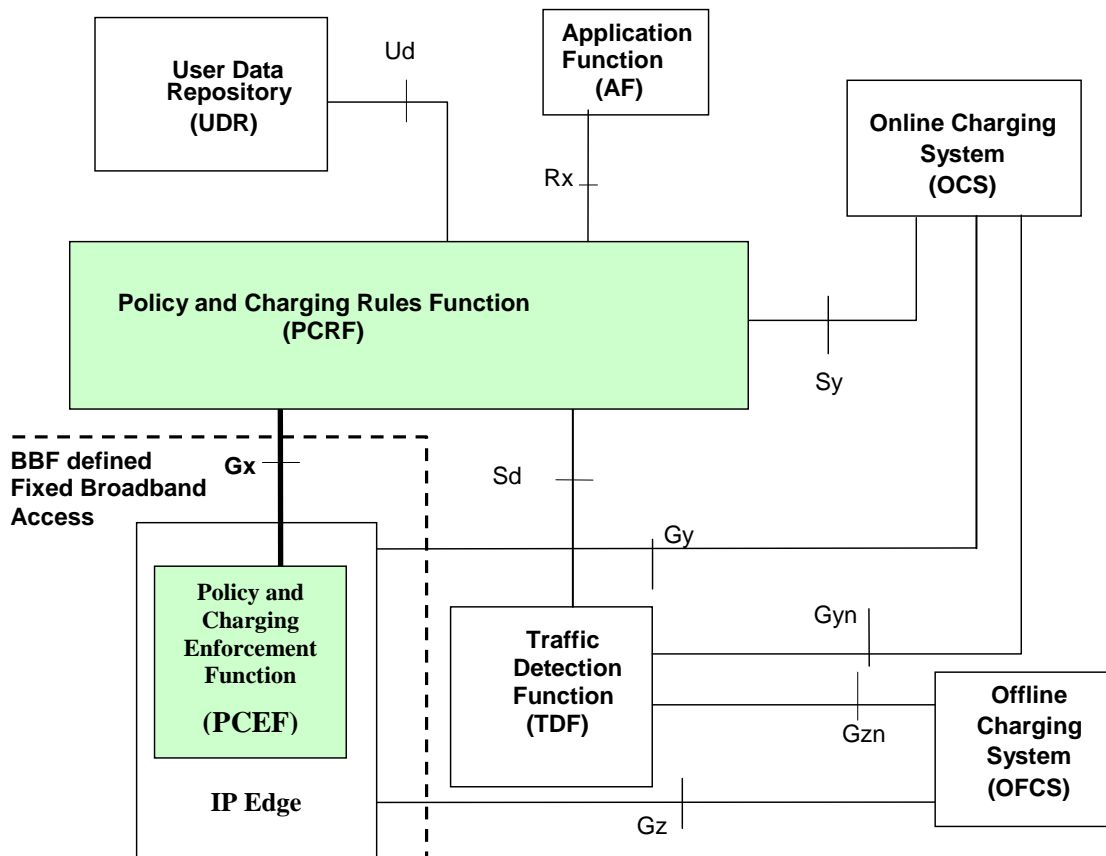 User Data
Repository
(UDR)
Ud
Application
Function
(AF)
Rx
Online Charging
System
(OCS)
Policy and Charging Rules Function
(PCRF)
Sy
BBF defined
Fixed Broadband
Access
Gx
Sd
Gy
Policy and
Charging
Enforcement
Function
(PCEF)
IP Edge
Traffic
Detection
Function
(TDF)
Gyn
Gzn
Offline
Charging
System
(OFCS)
Gz